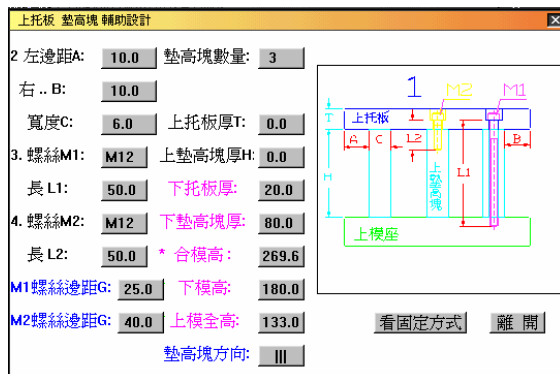 上托板 墊高塊 輔助設計
2 左邊距A: 10.0 墊高塊數量: 3
右 .. B: 10.0
寬度C: 6.0 上托板厚T: 0.0
3. 螺絲M1: M12 上墊高塊厚H: 0.0
長 L1: 50.0 下托板厚: 20.0
4. 螺絲M2: M12 下墊高塊厚: 80.0
長 L2: 50.0 * 合模高: 269.6
M1螺絲邊距G: 25.0 下模高: 180.0
M2螺絲邊距G: 40.0 上模全高: 133.0
墊高塊方向: III
1 M2 M1
T 上托板
A C L2 B
H 上墊高塊 L1
上模座
看固定方式 離 開